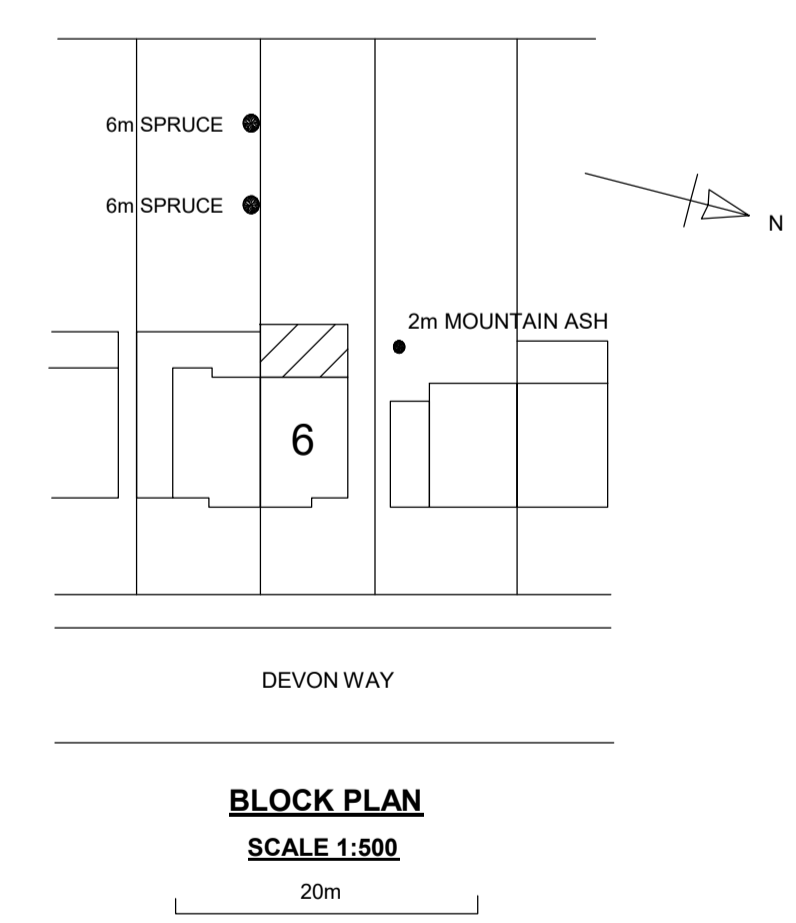 6m SPRUCE
6m SPRUCE
N
2m MOUNTAIN ASH
6
DEVON WAY
BLOCK PLAN
SCALE 1:500
20m